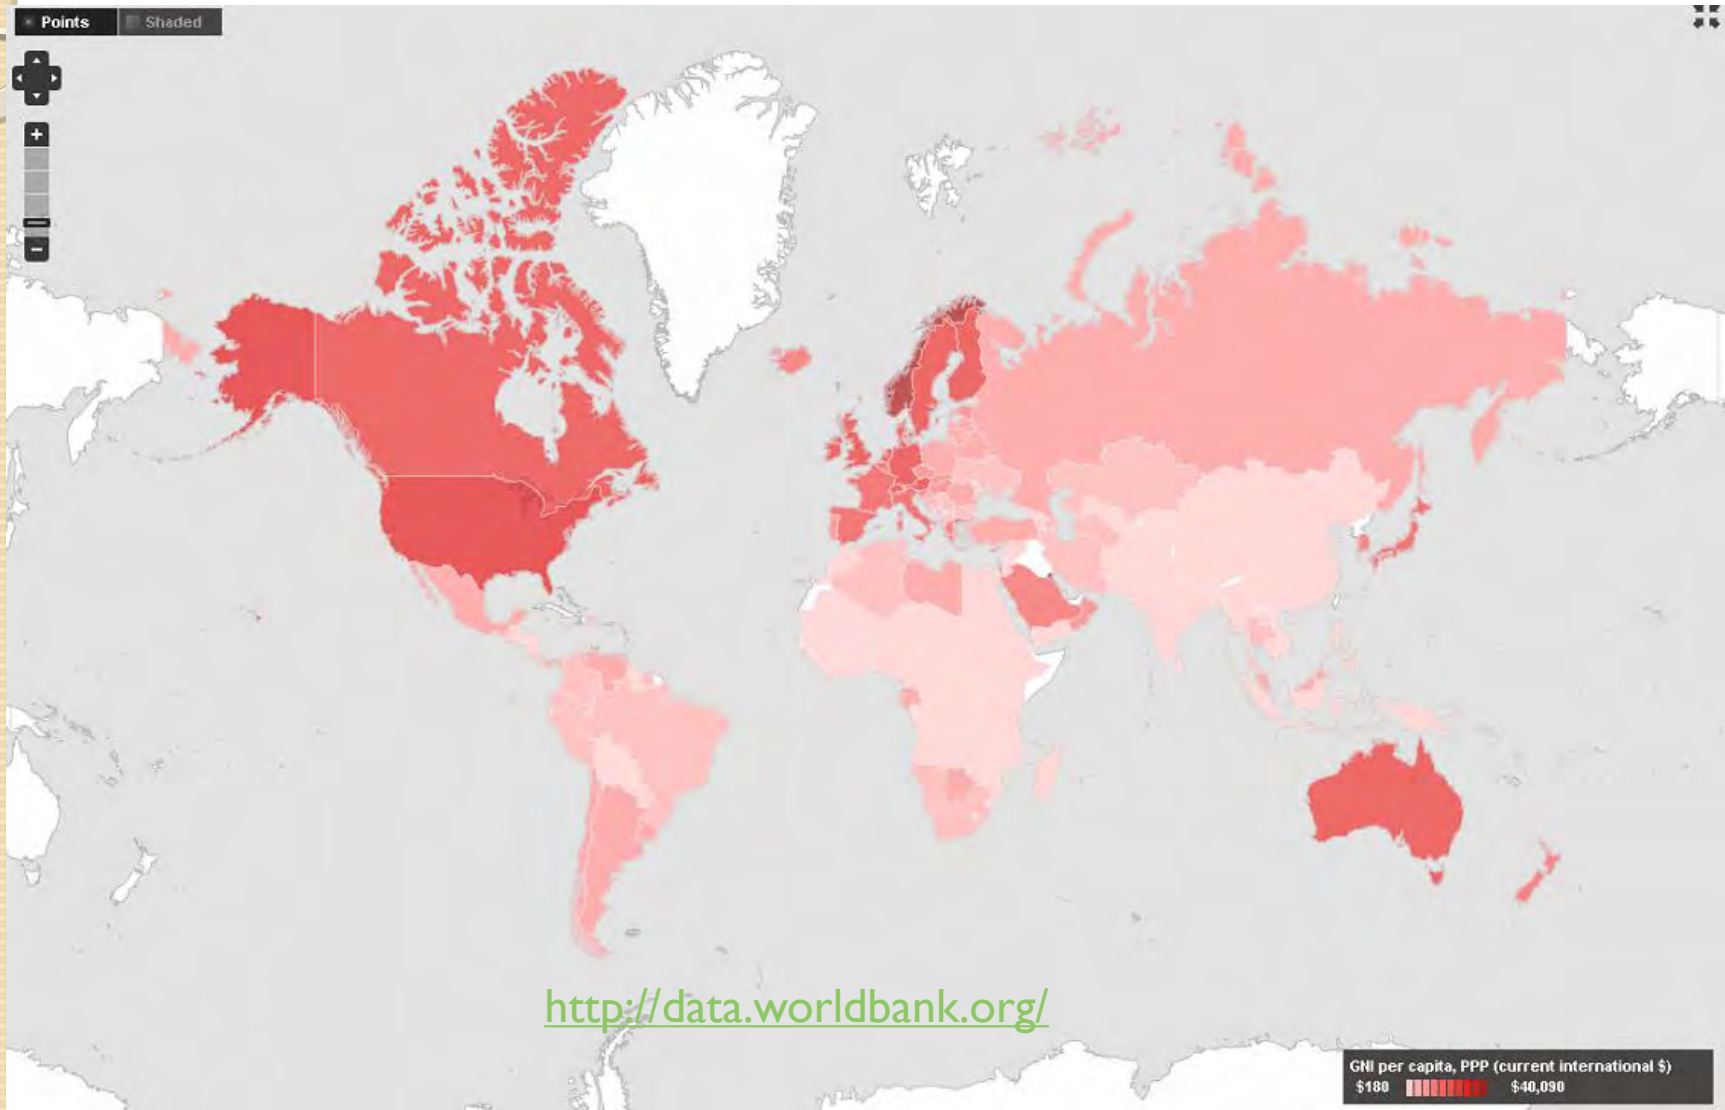 Points Shaded
+
-
http://data.worldbank.org/
GNI per capita, PPP (current international $)
$180 $40,090